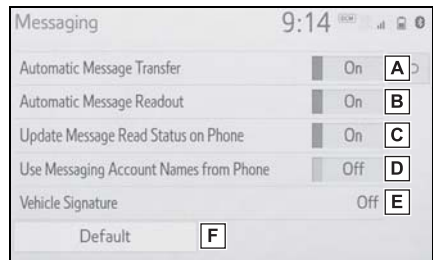 Messaging 9:14 DCM
Automatic Message Transfer On A
Automatic Message Readout On B
Update Message Read Status on Phone On C
Use Messaging Account Names from Phone Off D
Vehicle Signature Off E
Default F